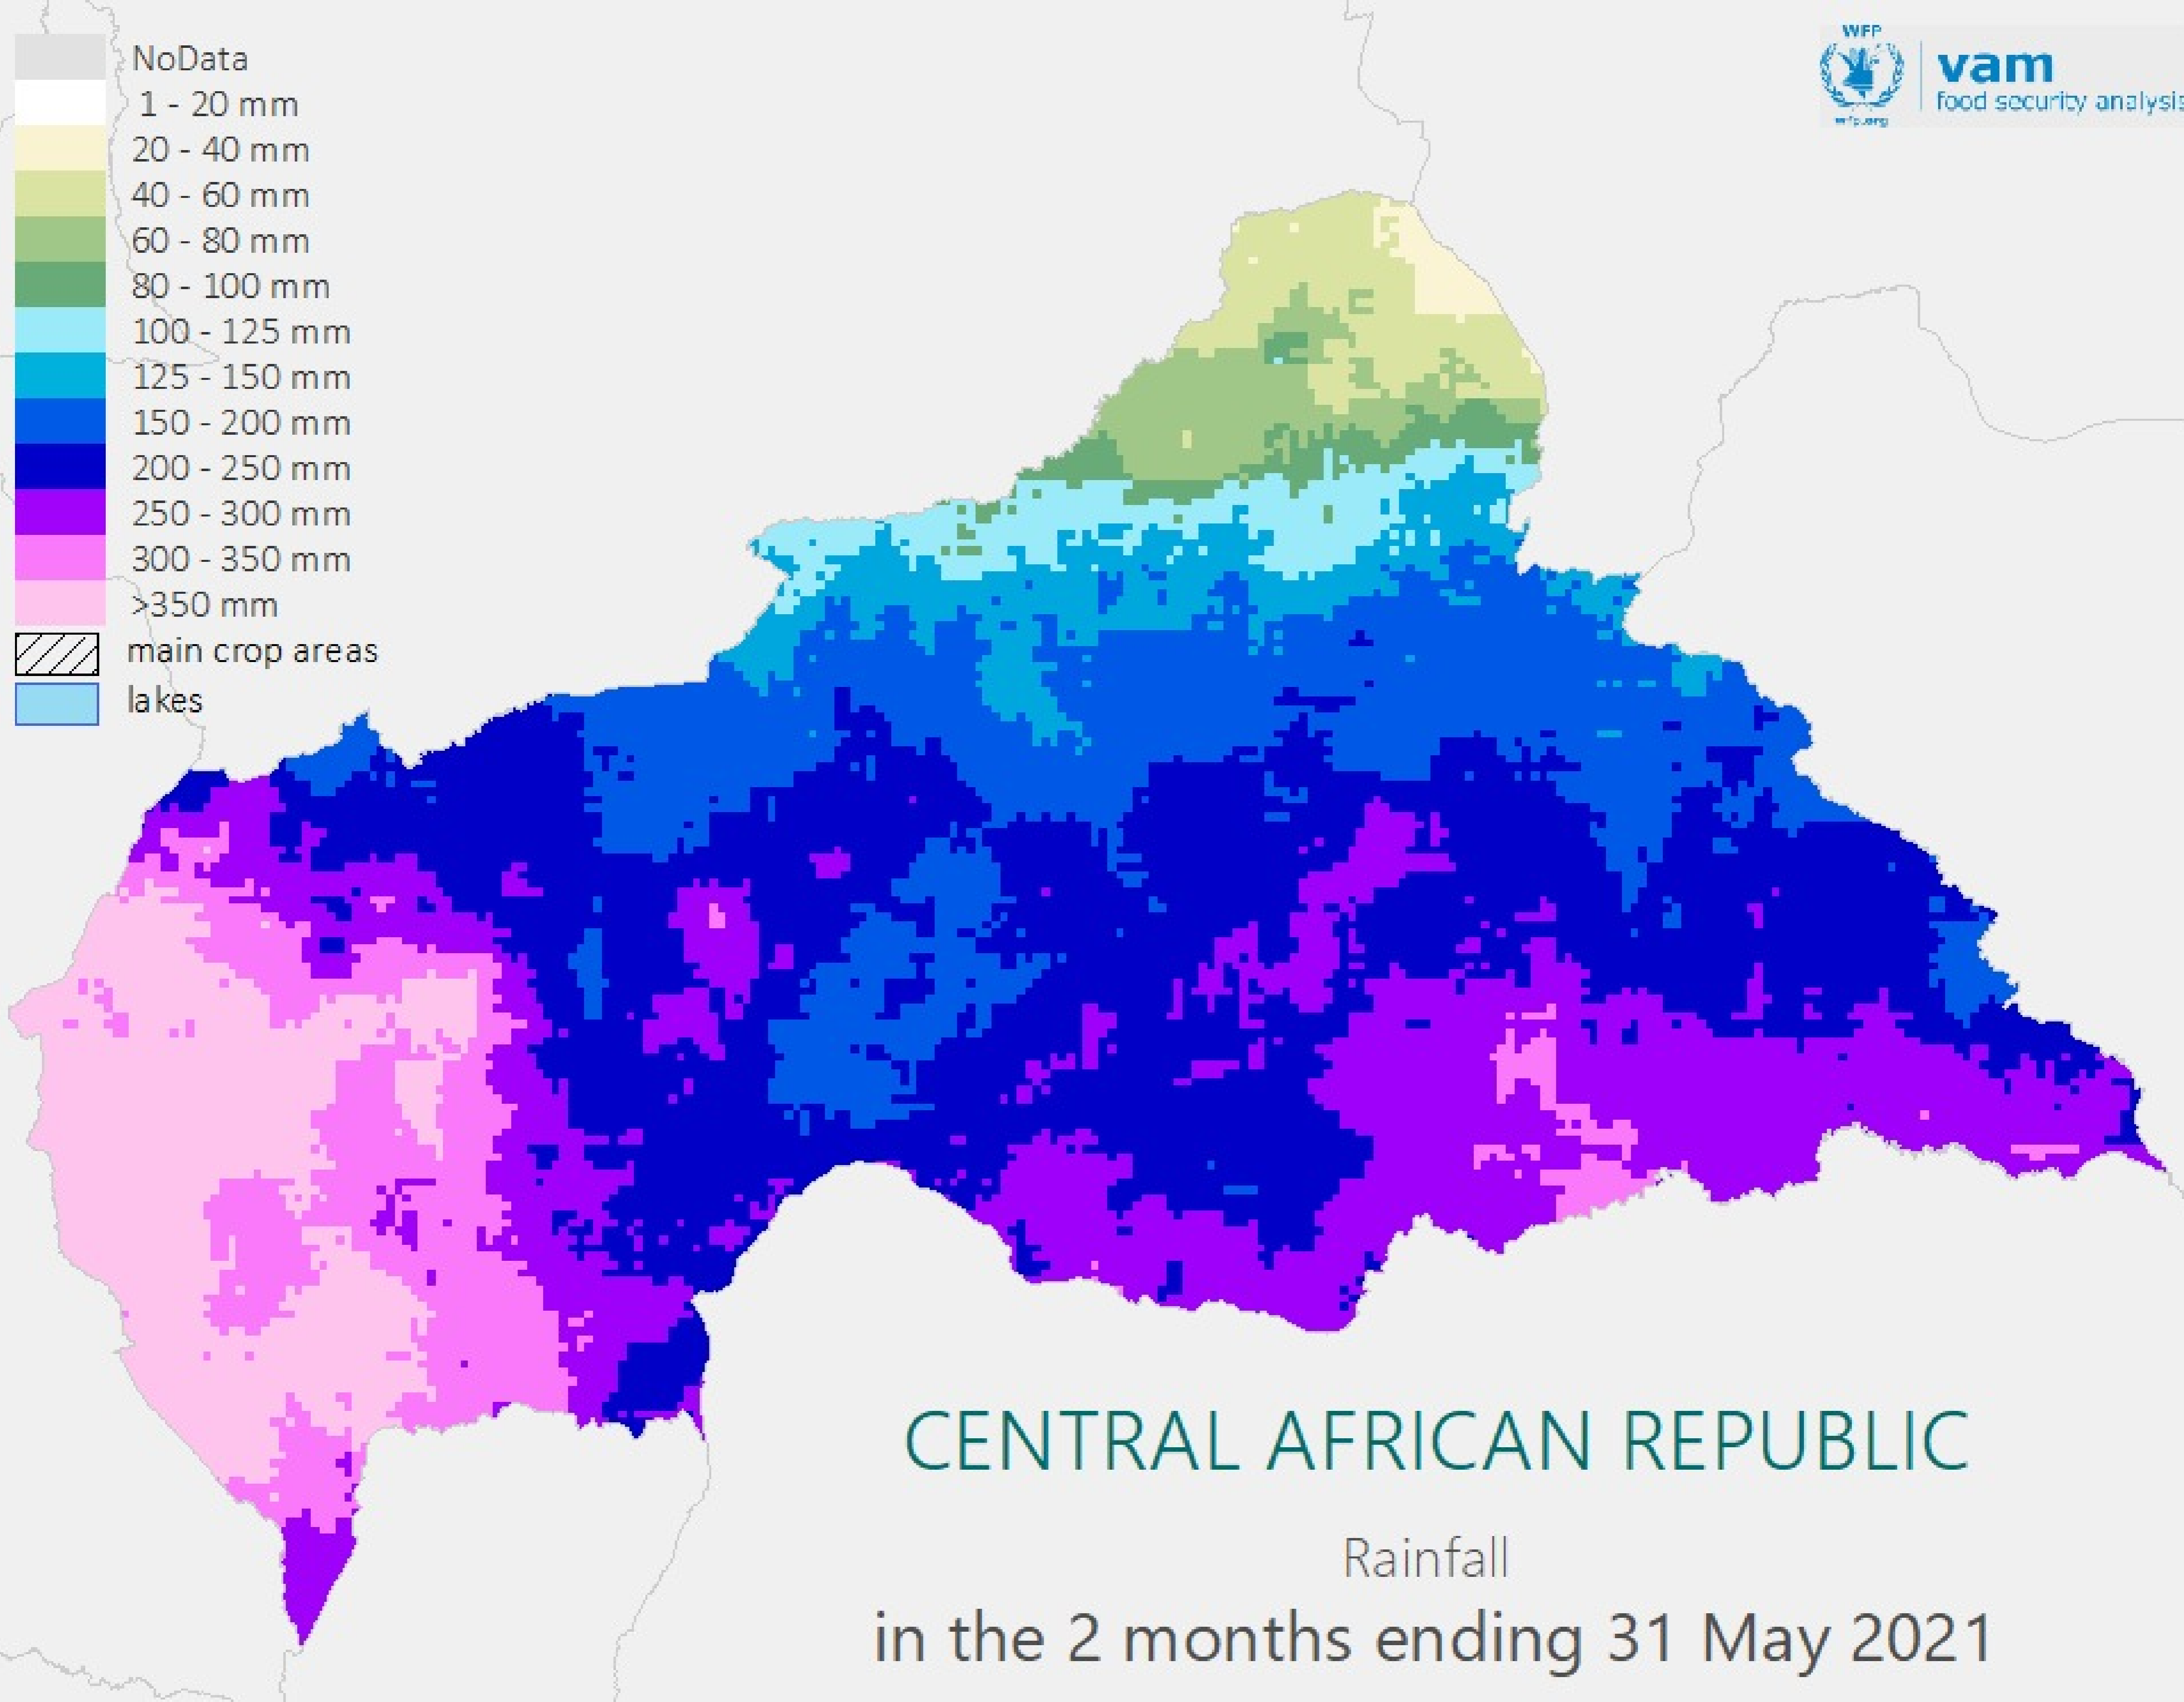 NoData
1 - 20 mm
20 - 40 mm
40 - 60 mm
60 - 80 mm
80 - 100 mm
100 - 125 mm
125 - 150 mm
150 - 200 mm
200 - 250 mm
250 - 300 mm
300 - 350 mm
>350 mm
main crop areas
lakes
WFP
wfp.org
vam
food security analysis
CENTRAL AFRICAN REPUBLIC
Rainfall
in the 2 months ending 31 May 2021